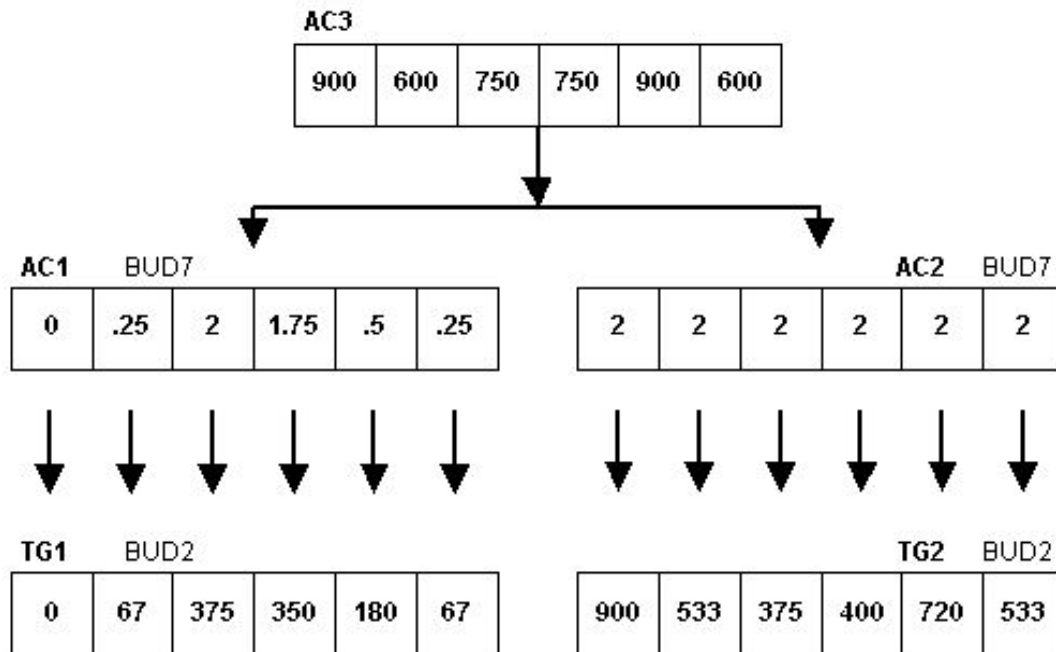 AC3
900 600 750 750 900 600
AC1 BUD7
0 .25 2 1.75 .5 .25
AC2 BUD7
2 2 2 2 2 2
TG1 BUD2
0 67 375 350 180 67
TG2 BUD2
900 533 375 400 720 533